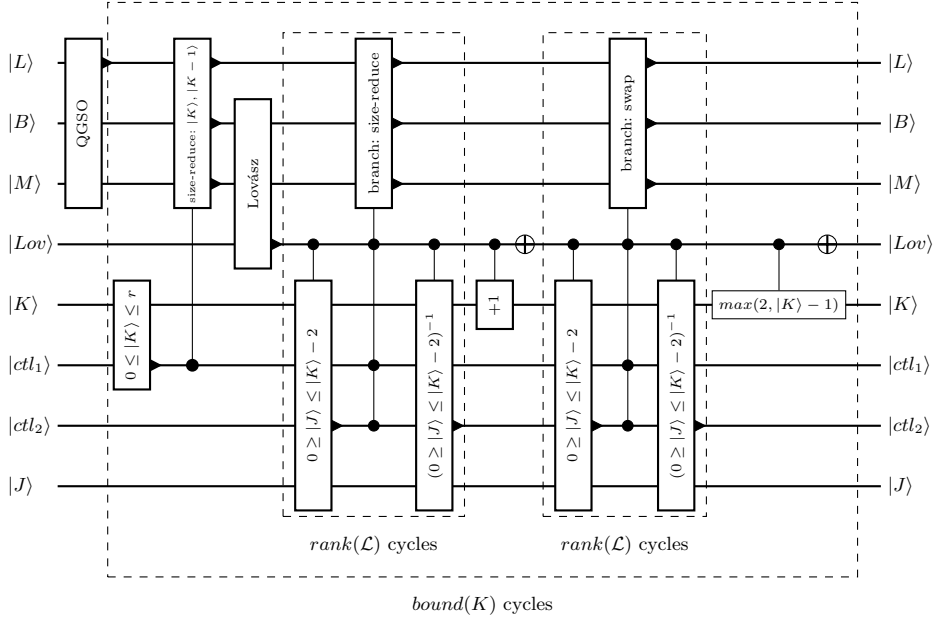 |L⟩
|B⟩
|M⟩
|Lov⟩
|K⟩
|ctl₁⟩
|ctl₂⟩
|J⟩
QGSO
0 ≤ |K⟩ ≤ r
size-reduce: |K⟩, |K − 1⟩
Lovász
0 ≥ |J⟩ ≤ |K⟩ − 2
branch: size-reduce
(0 ≥ |J⟩ ≤ |K⟩ − 2)⁻¹
+1
0 ≥ |J⟩ ≤ |K⟩ − 2
branch: swap
(0 ≥ |J⟩ ≤ |K⟩ − 2)⁻¹
max(2, |K⟩ − 1)
|L⟩
|B⟩
|M⟩
|Lov⟩
|K⟩
|ctl₁⟩
|ctl₂⟩
|J⟩
rank(ℒ) cycles
rank(ℒ) cycles
bound(K) cycles